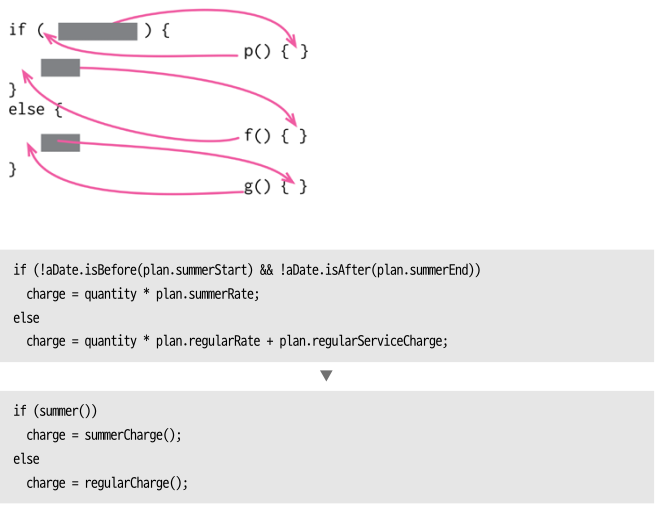 if (          ) {
p() { }
}
else {
f() { }
}
g() { }
if (!aDate.isBefore(plan.summerStart) && !aDate.isAfter(plan.summerEnd))
  charge = quantity * plan.summerRate;
else
  charge = quantity * plan.regularRate + plan.regularServiceCharge;
if (summer())
  charge = summerCharge();
else
  charge = regularCharge();